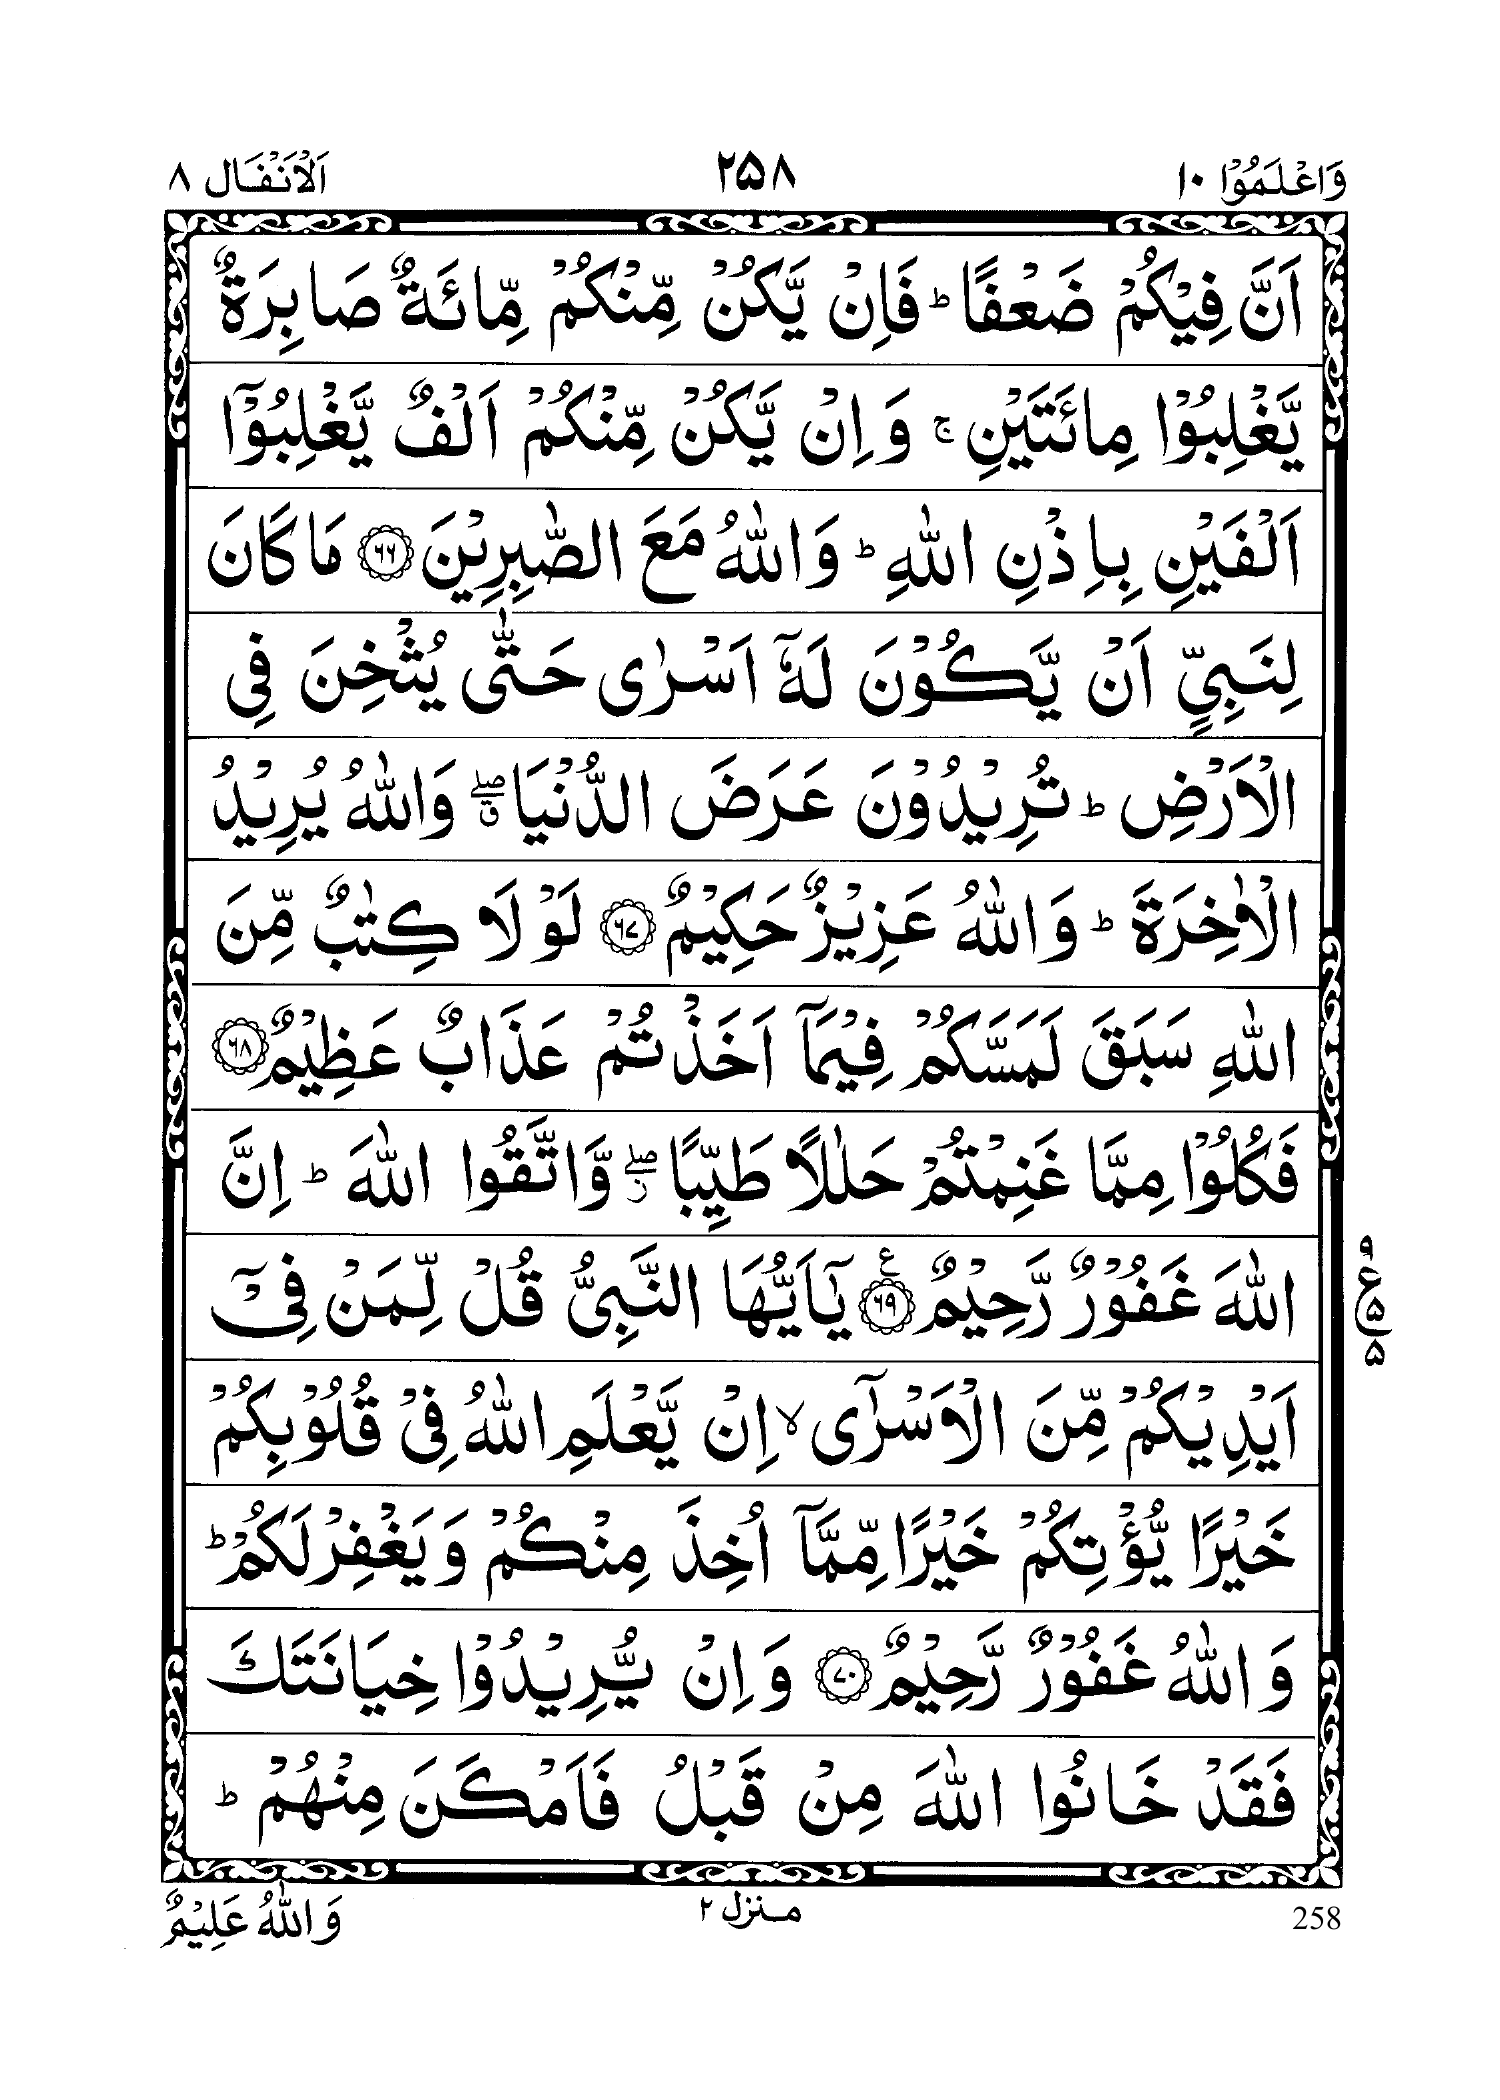 وَاعْلَمُوْۤا ١٠ ٢٥٨ اَلْاَنْفَال ٨
اَنَّ فِيْكُمْ ضَعْفًا ؕ فَاِنْ يَّكُنْ مِّنْكُمْ مِّائَةٌ صَابِرَةٌ
يَّغْلِبُوْا مِائَتَيْنِ ۚ وَاِنْ يَّكُنْ مِّنْكُمْ اَلْفٌ يَّغْلِبُوْۤا
اَلْفَيْنِ بِاِذْنِ اللّٰهِ ؕ وَاللّٰهُ مَعَ الصّٰبِرِيْنَ ﴿٦٦﴾ مَا كَانَ
لِنَبِيٍّ اَنْ يَّكُوْنَ لَهٗۤ اَسْرٰى حَتّٰى يُثْخِنَ فِي
الْاَرْضِ ؕ تُرِيْدُوْنَ عَرَضَ الدُّنْيَا ۖق وَاللّٰهُ يُرِيْدُ
الْاٰخِرَةَ ؕ وَاللّٰهُ عَزِيْزٌ حَكِيْمٌ ﴿٦٧﴾ لَوْ لَا كِتٰبٌ مِّنَ
اللّٰهِ سَبَقَ لَمَسَّكُمْ فِيْمَاۤ اَخَذْتُمْ عَذَابٌ عَظِيْمٌ ﴿٦٨﴾
فَكُلُوْا مِمَّا غَنِمْتُمْ حَلٰلًا طَيِّبًا ۖز وَّاتَّقُوا اللّٰهَ ؕ اِنَّ
اللّٰهَ غَفُوْرٌ رَّحِيْمٌ ﴿٦٩﴾ ع يٰۤاَيُّهَا النَّبِيُّ قُلْ لِّمَنْ فِيْۤ
٩ ع ٥ ٥
اَيْدِيْكُمْ مِّنَ الْاَسْرٰۤى ۙ اِنْ يَّعْلَمِ اللّٰهُ فِيْ قُلُوْبِكُمْ
خَيْرًا يُّؤْتِكُمْ خَيْرًا مِّمَّاۤ اُخِذَ مِنْكُمْ وَيَغْفِرْ لَكُمْ ؕ
وَاللّٰهُ غَفُوْرٌ رَّحِيْمٌ ﴿٧٠﴾ وَاِنْ يُّرِيْدُوْا خِيَانَتَكَ
فَقَدْ خَانُوا اللّٰهَ مِنْ قَبْلُ فَاَمْكَنَ مِنْهُمْ ؕ
258 منزل ٢ وَاللّٰهُ عَلِيْمٌ